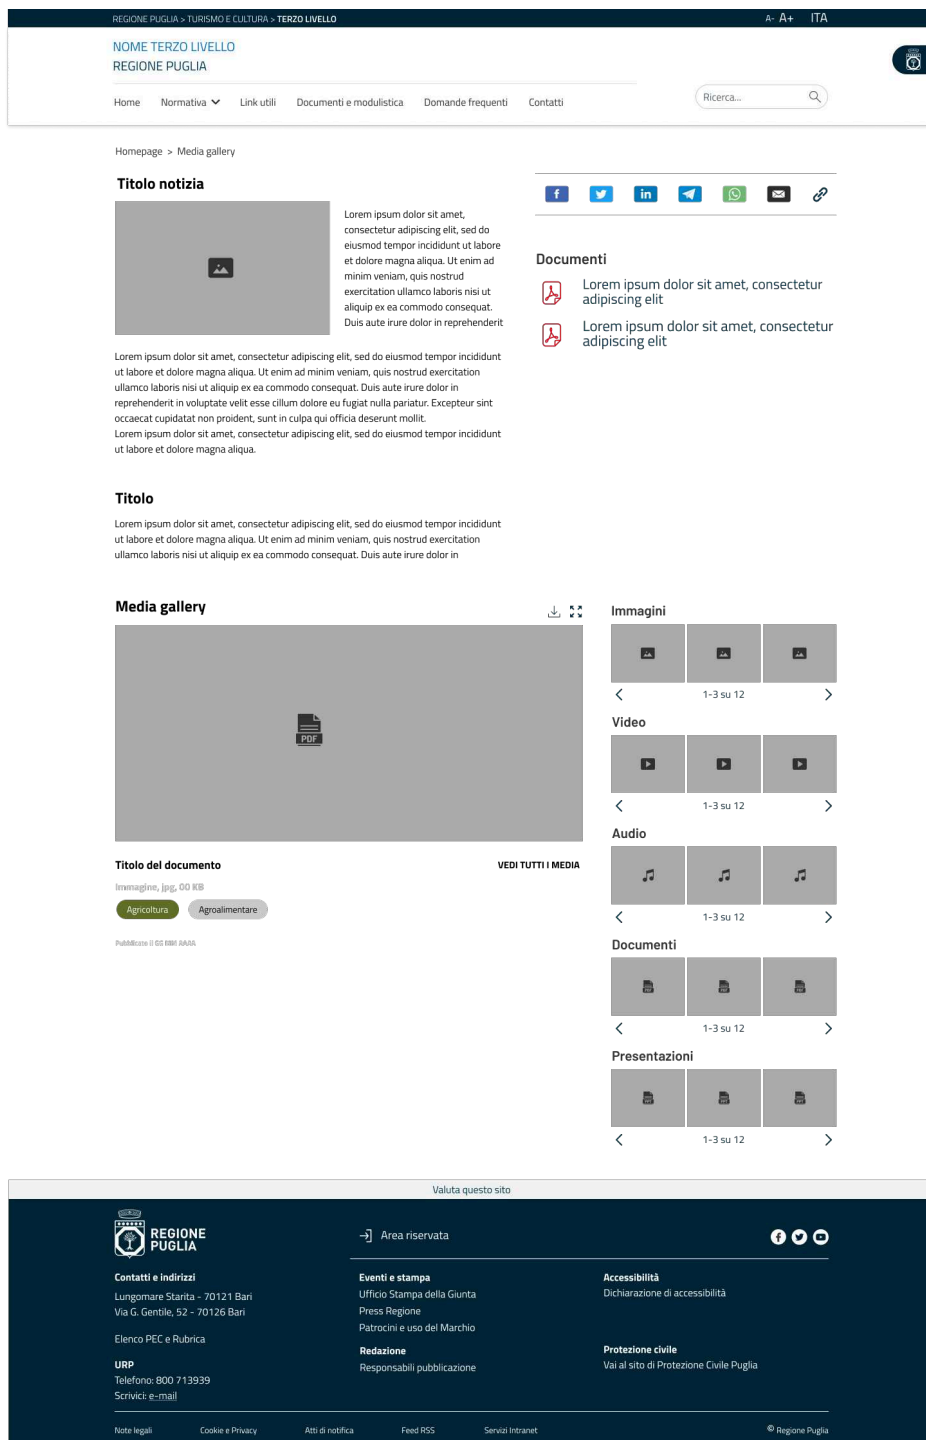 REGIONE PUGLIA > TURISMO E CULTURA > TERZO LIVELLO
A- A+ ITA
NOME TERZO LIVELLO
REGIONE PUGLIA
Home Normativa Link utili Documenti e modulistica Domande frequenti Contatti
Ricerca...
Homepage > Media gallery
Titolo notizia
Lorem ipsum dolor sit amet,
consectetur adipiscing elit, sed do
eiusmod tempor incididunt ut labore
et dolore magna aliqua. Ut enim ad
minim veniam, quis nostrud
exercitation ullamco laboris nisi ut
aliquip ex ea commodo consequat.
Duis aute irure dolor in reprehenderit
Lorem ipsum dolor sit amet, consectetur adipiscing elit, sed do eiusmod tempor incididunt
ut labore et dolore magna aliqua. Ut enim ad minim veniam, quis nostrud exercitation
ullamco laboris nisi ut aliquip ex ea commodo consequat. Duis aute irure dolor in
reprehenderit in voluptate velit esse cillum dolore eu fugiat nulla pariatur. Excepteur sint
occaecat cupidatat non proident, sunt in culpa qui officia deserunt mollit.
Lorem ipsum dolor sit amet, consectetur adipiscing elit, sed do eiusmod tempor incididunt
ut labore et dolore magna aliqua.
Documenti
Lorem ipsum dolor sit amet, consectetur
adipiscing elit
Lorem ipsum dolor sit amet, consectetur
adipiscing elit
Titolo
Lorem ipsum dolor sit amet, consectetur adipiscing elit, sed do eiusmod tempor incididunt
ut labore et dolore magna aliqua. Ut enim ad minim veniam, quis nostrud exercitation
ullamco laboris nisi ut aliquip ex ea commodo consequat. Duis aute irure dolor in
Media gallery
PDF
Titolo del documento
VEDI TUTTI I MEDIA
Immagine, jpg, 00 KB
Agricoltura Agroalimentare
Pubblicato il GG MM AAAA
Immagini
1-3 su 12
Video
1-3 su 12
Audio
1-3 su 12
Documenti
PDF PDF PDF
1-3 su 12
Presentazioni
1-3 su 12
Valuta questo sito
REGIONE
PUGLIA
Area riservata
Contatti e indirizzi
Lungomare Starita - 70121 Bari
Via G. Gentile, 52 - 70126 Bari
Elenco PEC e Rubrica
URP
Telefono: 800 713939
Scrivici: e-mail
Eventi e stampa
Ufficio Stampa della Giunta
Press Regione
Patrocini e uso del Marchio
Redazione
Responsabili pubblicazione
Accessibilità
Dichiarazione di accessibilità
Protezione civile
Vai al sito di Protezione Civile Puglia
Note legali Cookie e Privacy Atti di notifica Feed RSS Servizi Intranet © Regione Puglia